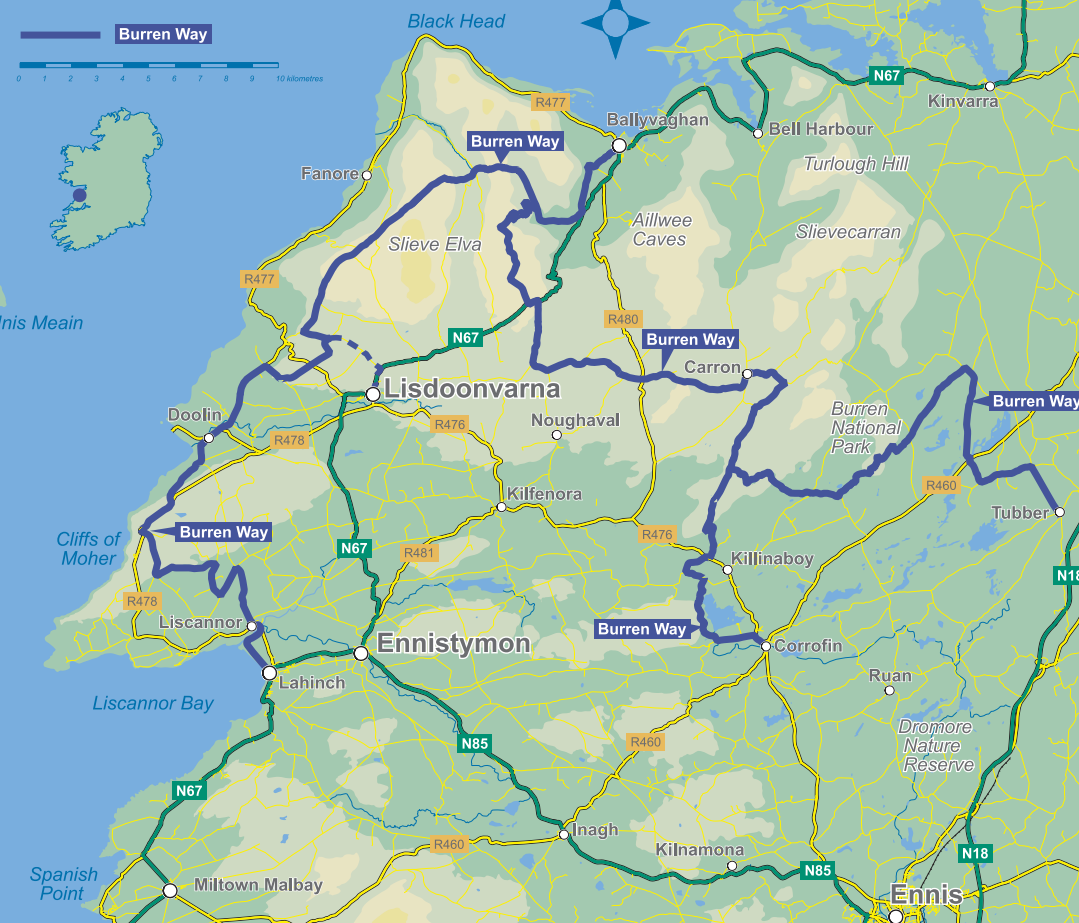 Black Head
Burren Way
0 1 2 3 4 5 6 7 8 9 10 kilometres
N67
Kinvarra
R477
Ballyvaghan
Bell Harbour
Burren Way
Turlough Hill
Fanore
Aillwee
Caves
Slievecarran
Slieve Elva
R477
Inis Meain
R480
N67
Burren Way
Carron
Lisdoonvarna
Burren Way
Doolin
R476
Noughaval
Burren
National
Park
R478
R460
Kilfenora
Tubber
Burren Way
Cliffs of
Moher
R476
N67
R481
Killinaboy
N18
R478
Liscannor
Burren Way
Ennistymon
Corrofin
Lahinch
Ruan
Liscannor Bay
Dromore
Nature
Reserve
N85
R460
N67
Inagh
R460
Kilnamona
N18
Spanish
Point
Miltown Malbay
N85
Ennis